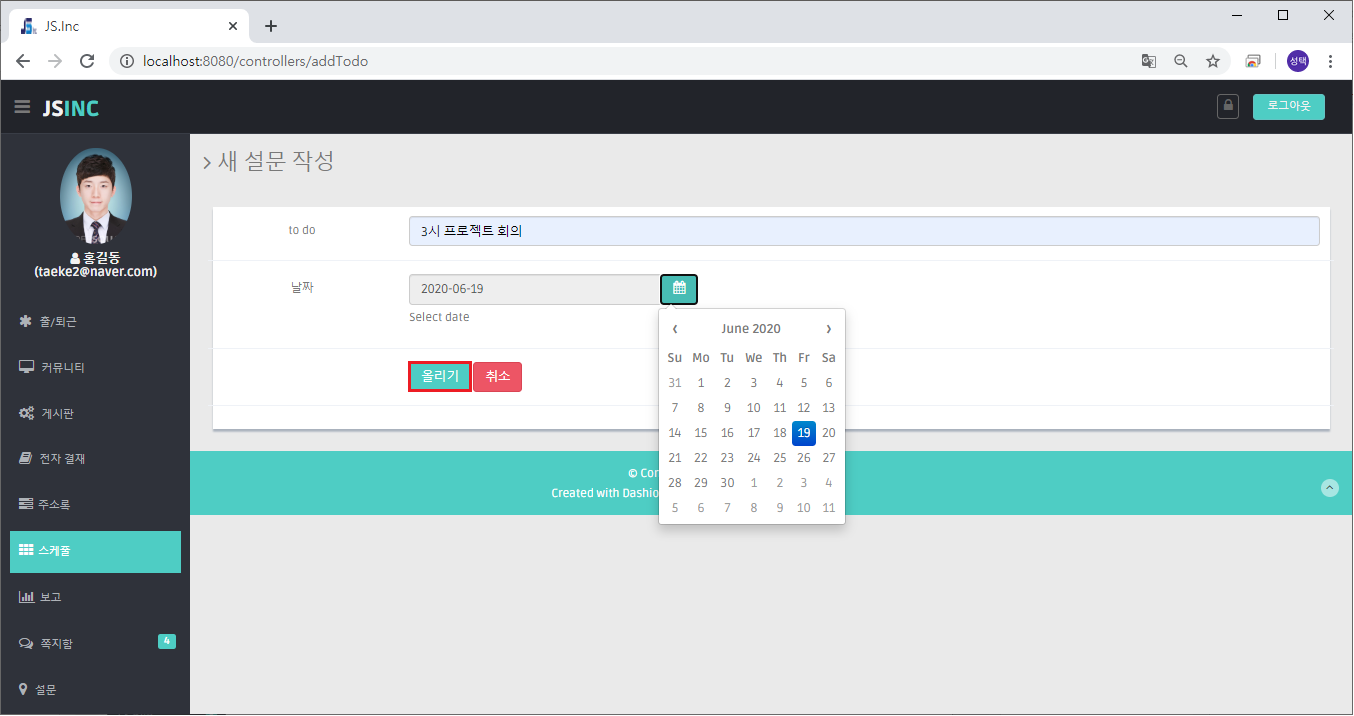 JS.Inc
localhost:8080/controllers/addTodo
성택
JSINC
로그아웃
홍길동
(taeke2@naver.com)
출/퇴근
커뮤니티
게시판
전자 결재
주소록
스케쥴
보고
쪽지함 4
설문
새 설문 작성
to do 3시 프로젝트 회의
날짜 2020-06-19
Select date
올리기 취소
‹ June 2020 ›
Su Mo Tu We Th Fr Sa
31 1 2 3 4 5 6
7 8 9 10 11 12 13
14 15 16 17 18 19 20
21 22 23 24 25 26 27
28 29 30 1 2 3 4
5 6 7 8 9 10 11
Created with Dashio